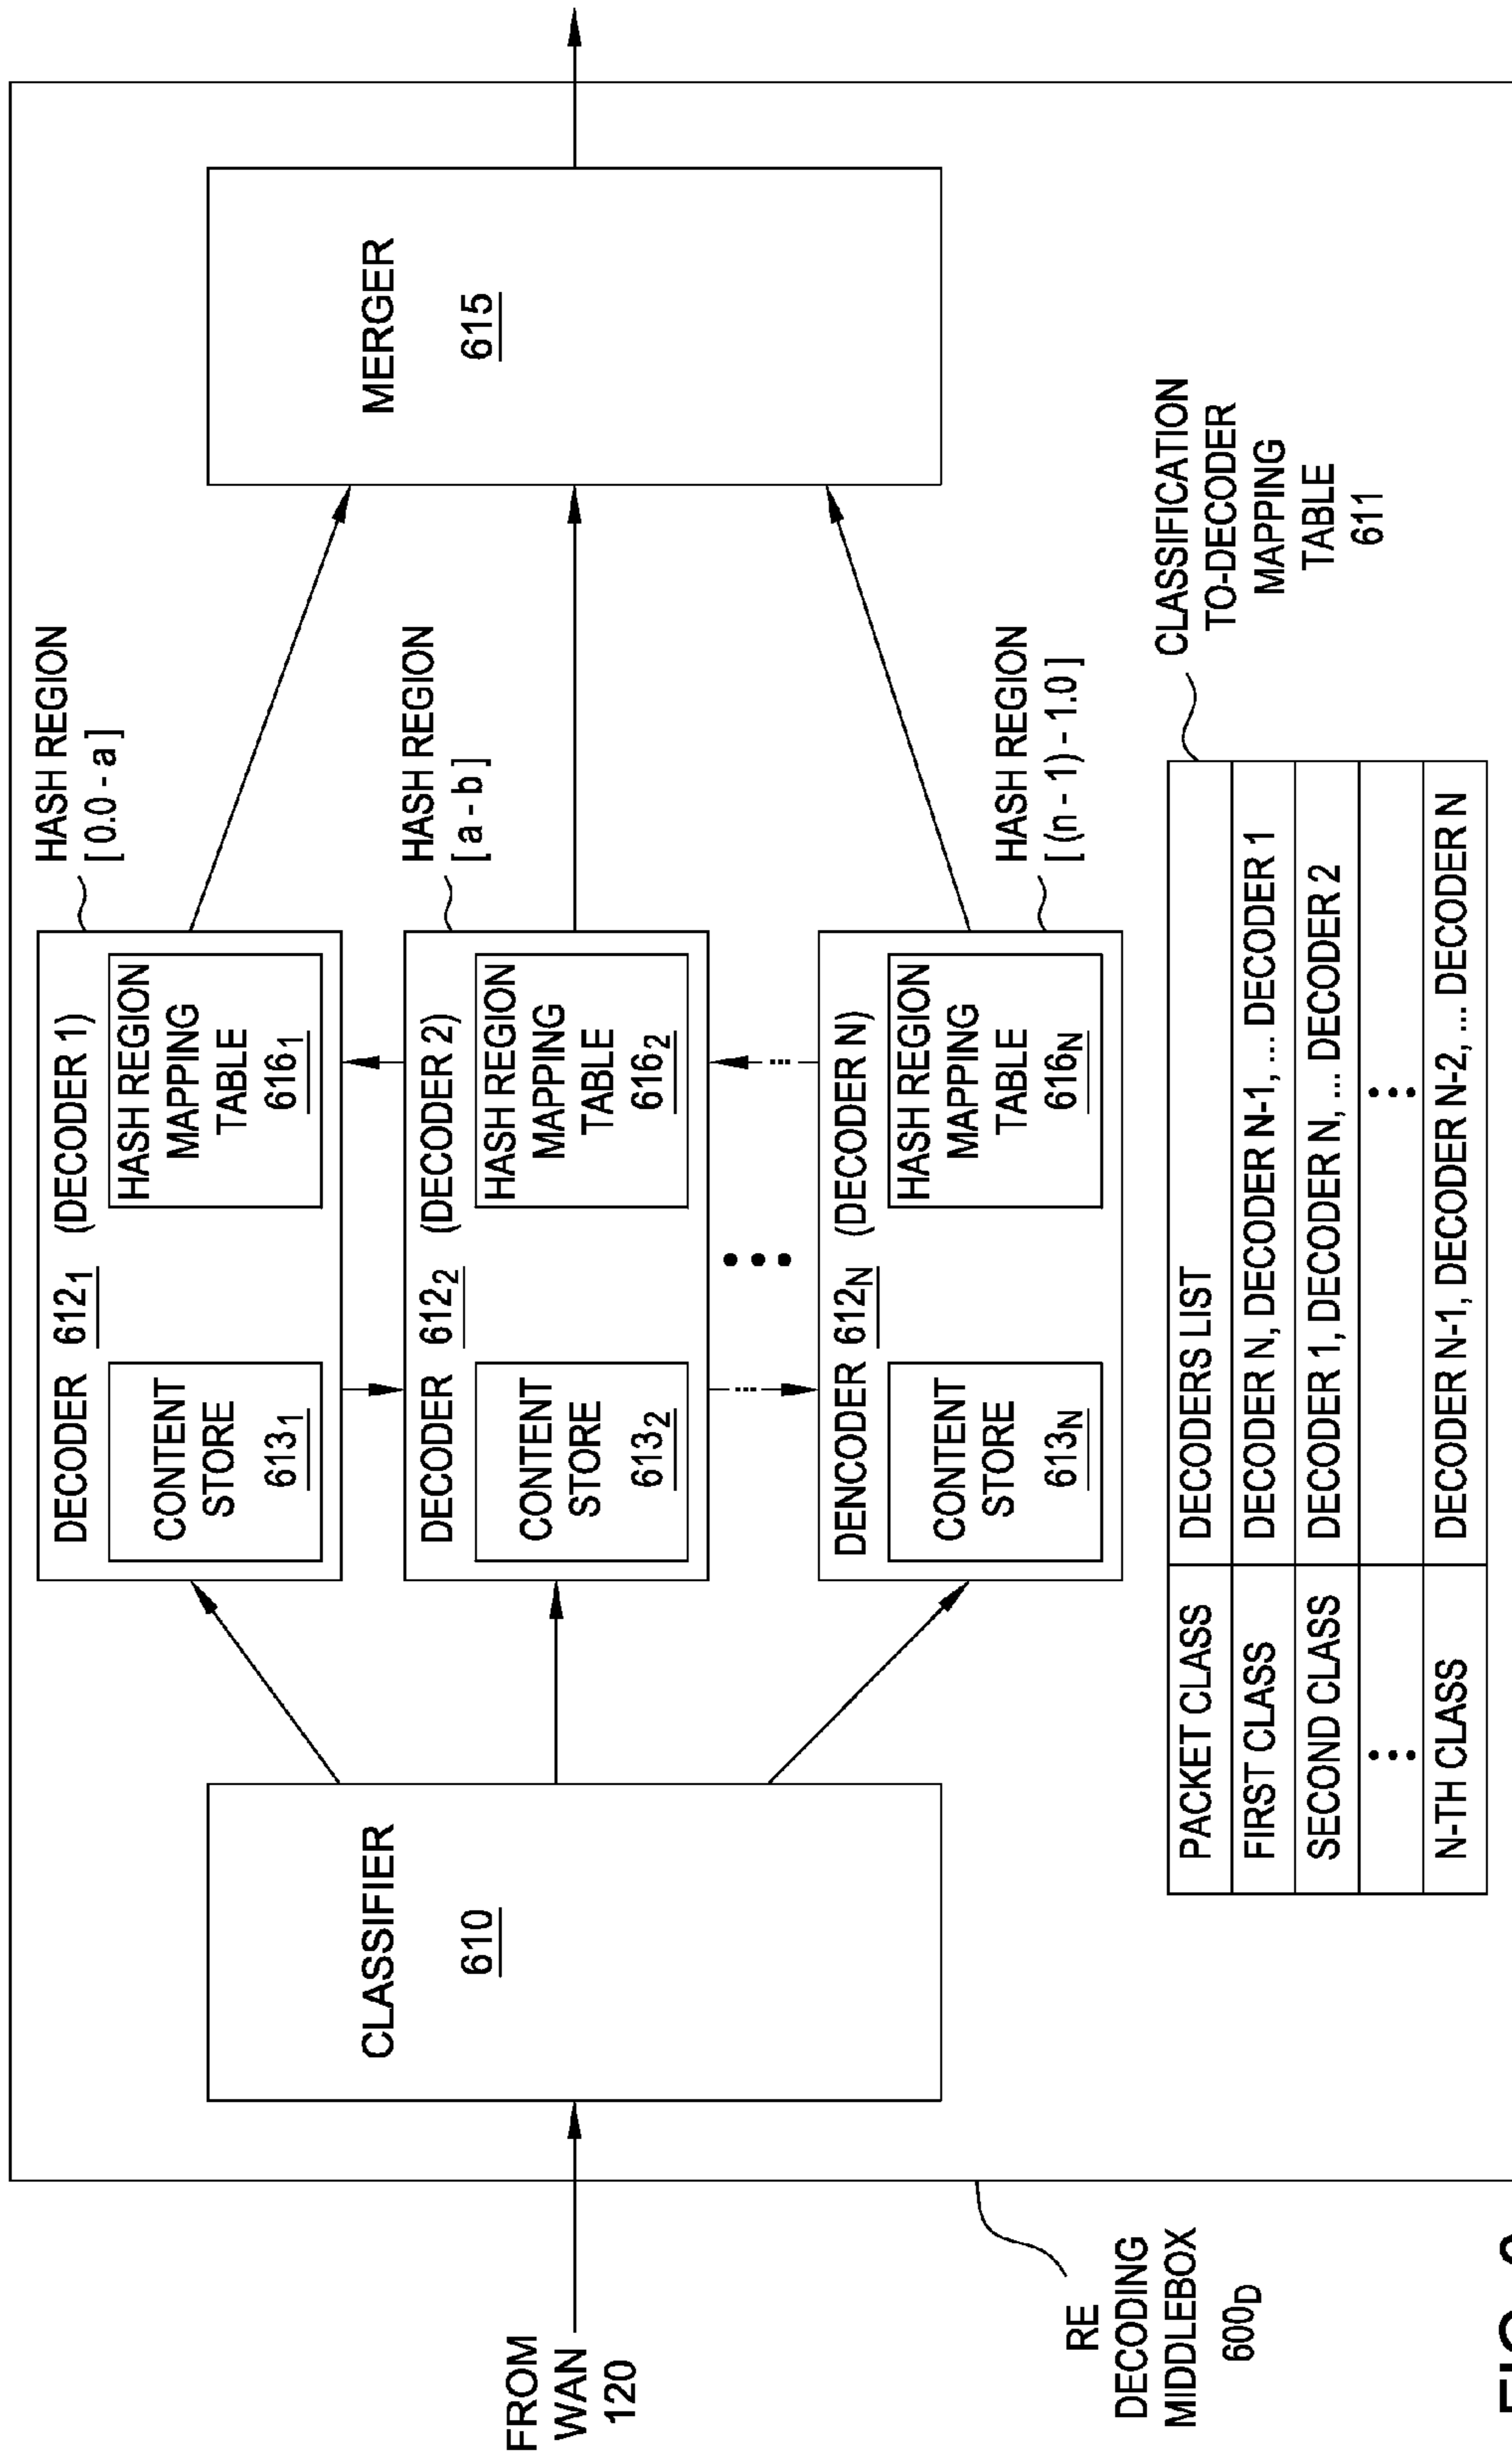 FROM
WAN
120
RE
DECODING
MIDDLEBOX
600D
CLASSIFIER
610
DECODER 612₁ (DECODER 1)
CONTENT
STORE
613₁
HASH REGION
MAPPING
TABLE
616₁
HASH REGION
[ 0.0 - a ]
DECODER 612₂ (DECODER 2)
CONTENT
STORE
613₂
HASH REGION
MAPPING
TABLE
616₂
HASH REGION
[ a - b ]
DENCODER 612N (DECODER N)
CONTENT
STORE
613N
HASH REGION
MAPPING
TABLE
616N
HASH REGION
[ (n - 1) - 1.0 ]
MERGER
615
PACKET CLASS DECODERS LIST
FIRST CLASS DECODER N, DECODER N-1, ... DECODER 1
SECOND CLASS DECODER 1, DECODER N, ... DECODER 2
N-TH CLASS DECODER N-1, DECODER N-2, ... DECODER N
CLASSIFICATION
TO-DECODER
MAPPING
TABLE
611
FIG.